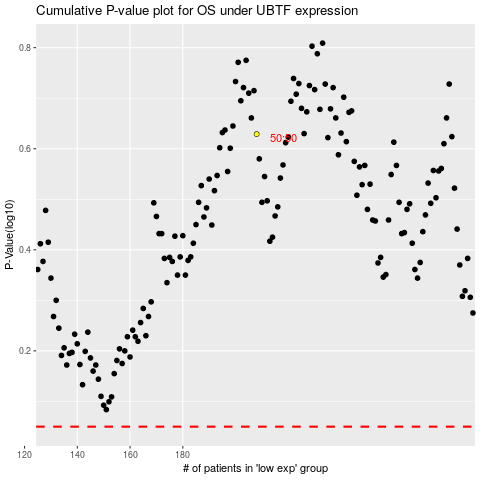 Cumulative P-value plot for OS under UBTF expression
P-Value(log10)
0.8
0.6
0.4
0.2
50:50
120 140 160 180
# of patients in 'low exp' group